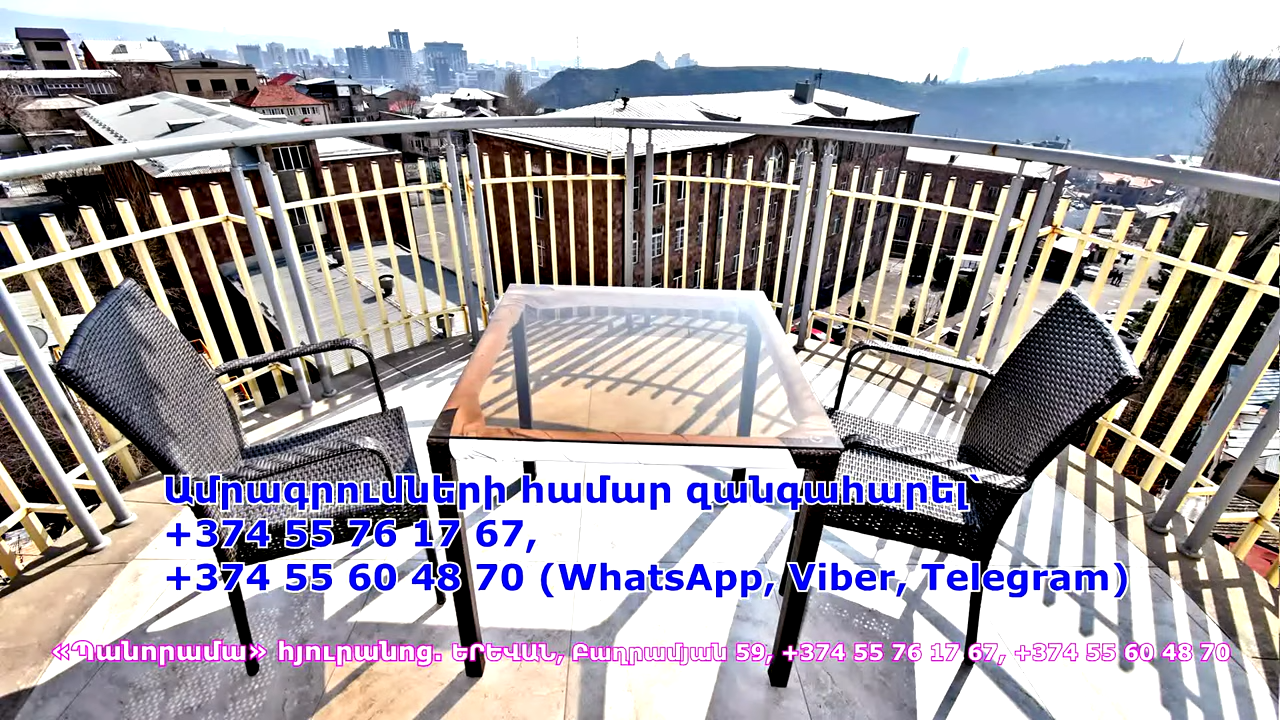 Ամրագրումների համար զանգահարել՝
+374 55 76 17 67,
+374 55 60 48 70 (WhatsApp, Viber, Telegram)
«Պանորամա» հյուրանոց. ԵՐԵՎԱՆ, Բաղրամյան 59, +374 55 76 17 67, +374 55 60 48 70